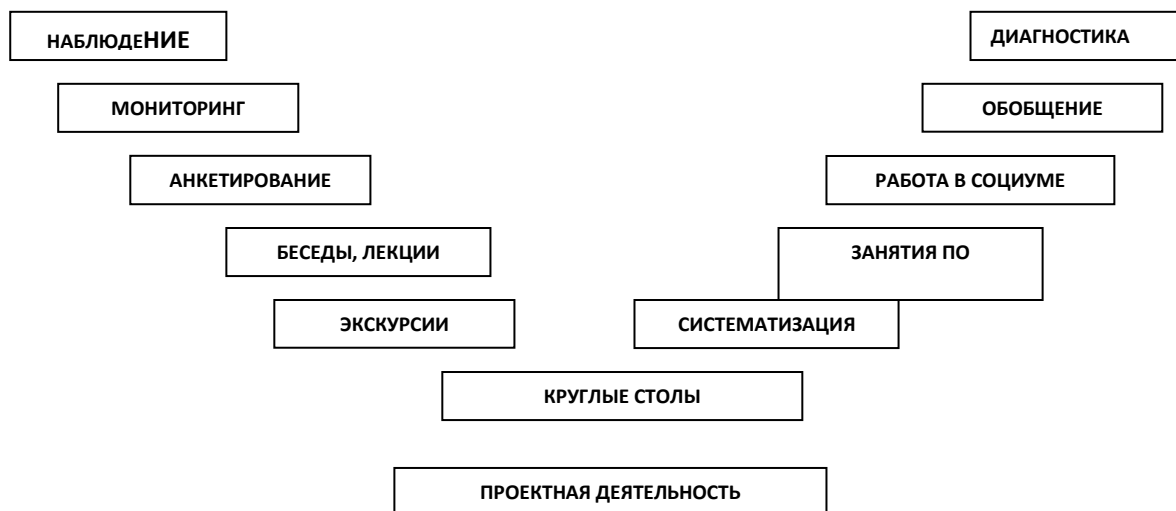 НАБЛЮДЕНИЕ
ДИАГНОСТИКА
МОНИТОРИНГ
ОБОБЩЕНИЕ
АНКЕТИРОВАНИЕ
РАБОТА В СОЦИУМЕ
БЕСЕДЫ, ЛЕКЦИИ
ЗАНЯТИЯ ПО
ЭКСКУРСИИ
СИСТЕМАТИЗАЦИЯ
КРУГЛЫЕ СТОЛЫ
ПРОЕКТНАЯ ДЕЯТЕЛЬНОСТЬ